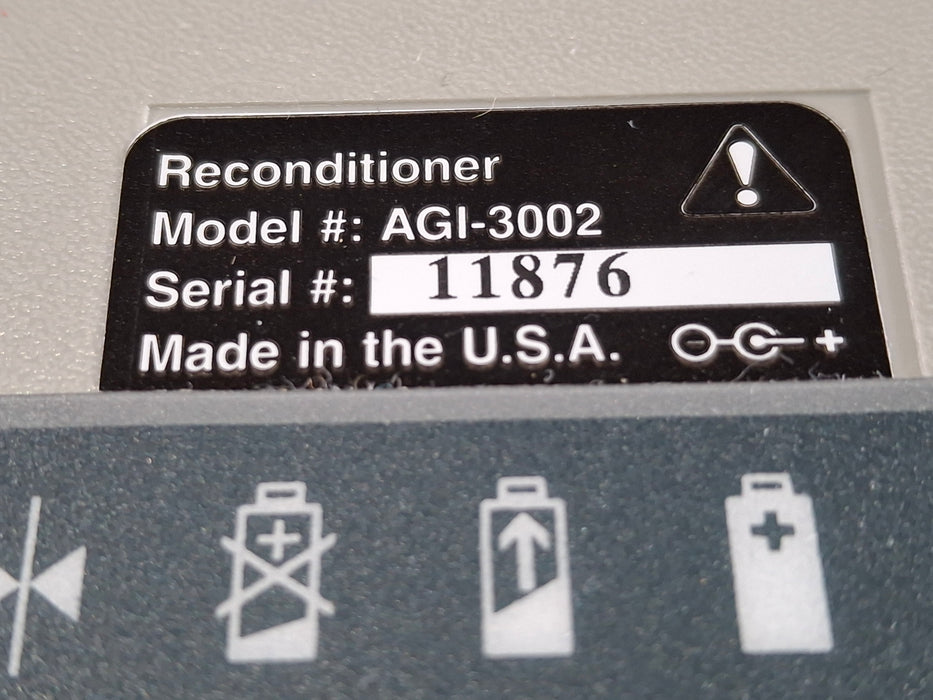 Reconditioner
Model #: AGI-3002
Serial #: 11876
Made in the U.S.A.